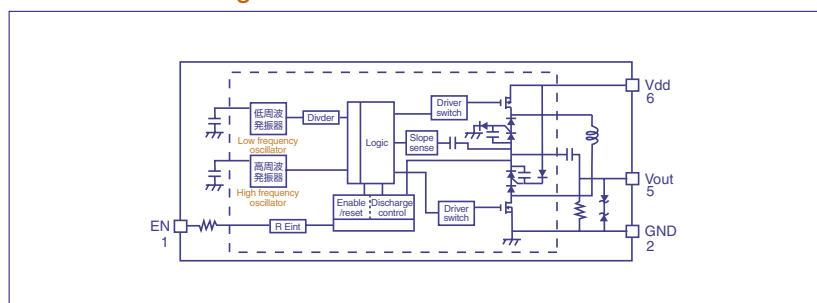 低周波
発振器
Low frequency
oscillator
Divder
高周波
発振器
High frequency
oscillator
Logic
Driver
switch
Slope
sense
Enable
/reset
Discharge
control
Driver
switch
R Eint
EN
1
Vdd
6
Vout
5
GND
2